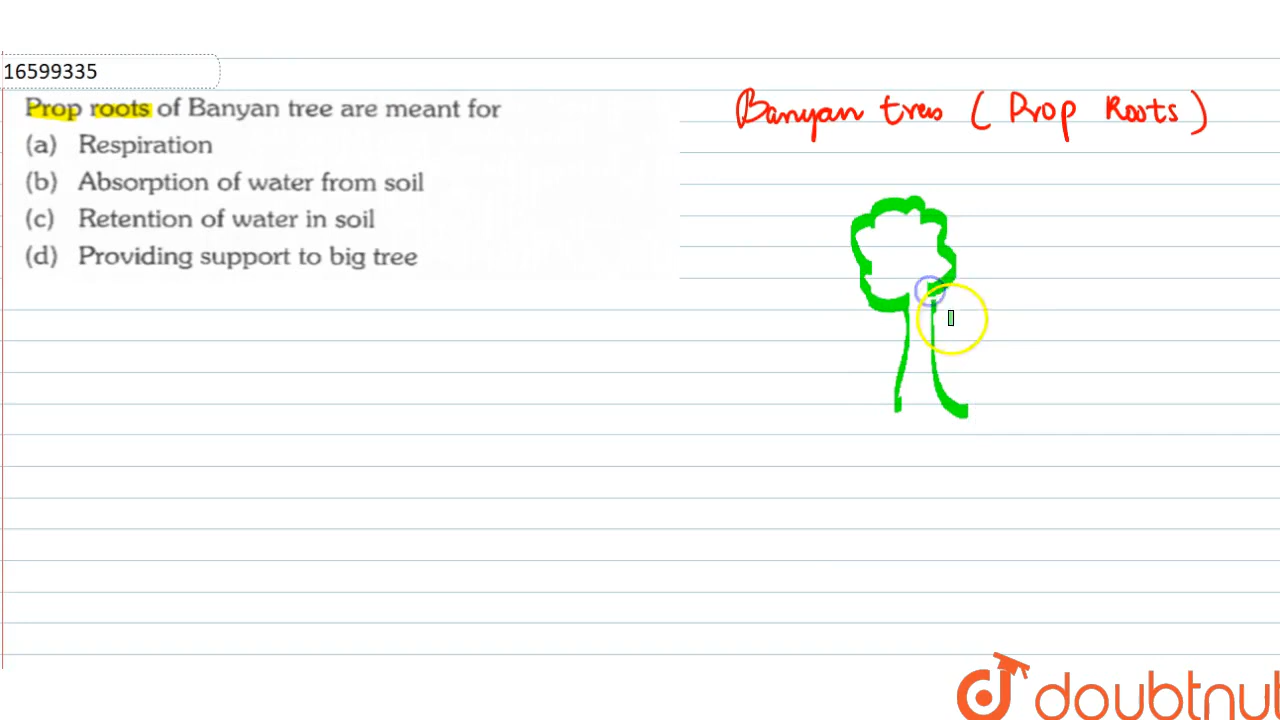 16599335
Prop roots of Banyan tree are meant for
(a) Respiration
(b) Absorption of water from soil
(c) Retention of water in soil
(d) Providing support to big tree
Banyan tree (Prop Roots)
doubtnut